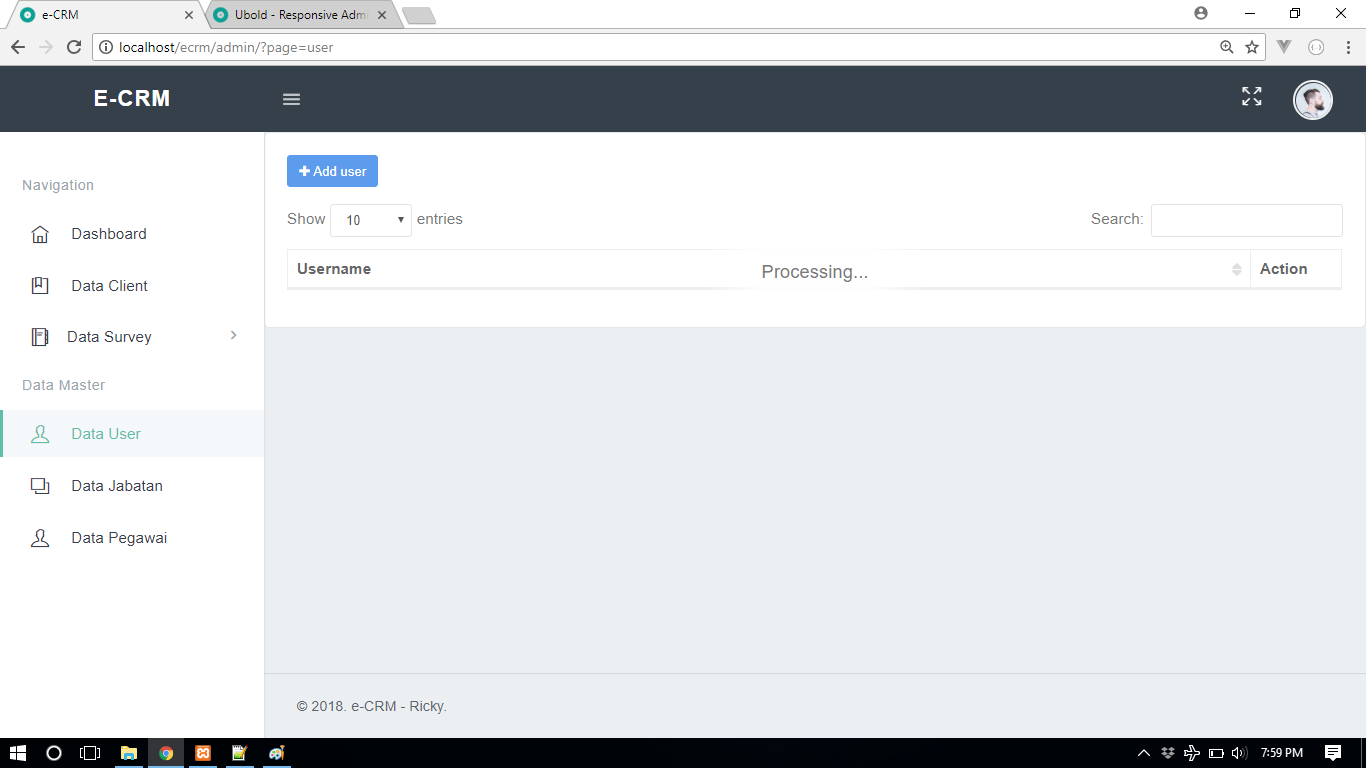 e-CRM
Ubold - Responsive Adm
localhost/ecrm/admin/?page=user
E-CRM
Navigation
Dashboard
Data Client
Data Survey
Data Master
Data User
Data Jabatan
Data Pegawai
+ Add user
Show 10 entries
Search:
Username
Processing...
Action
© 2018. e-CRM - Ricky.
7:59 PM